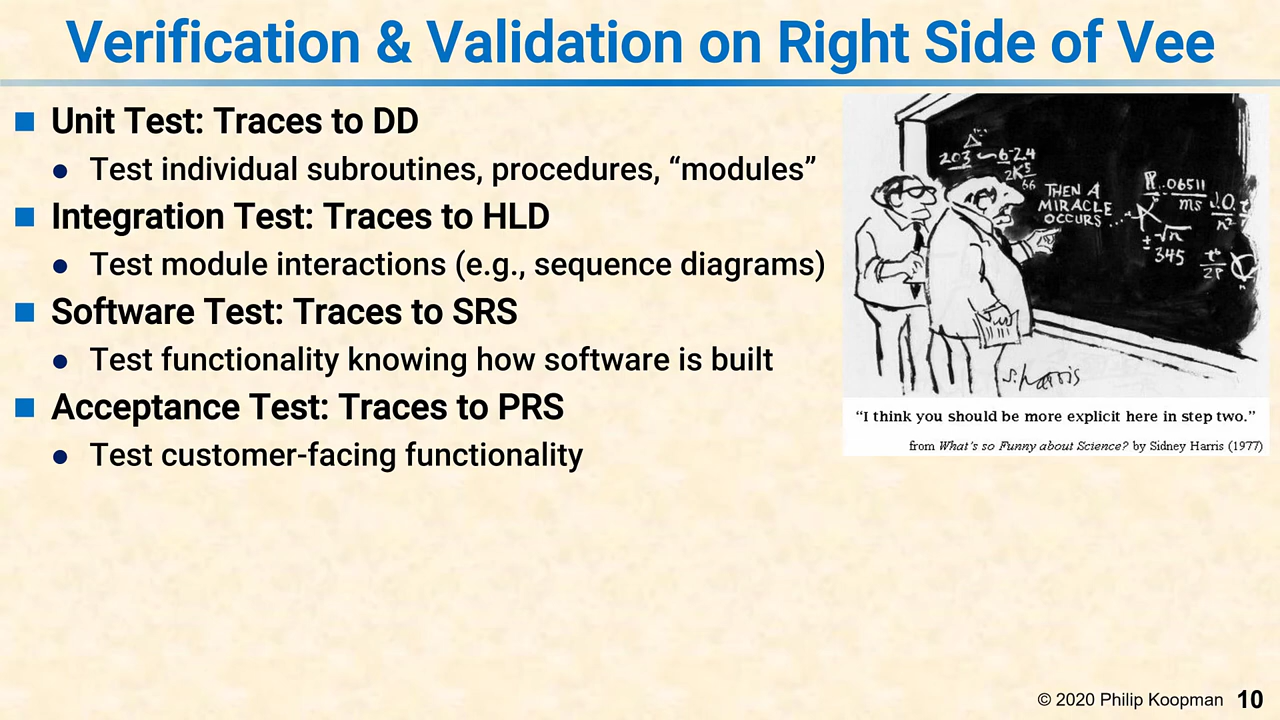 Verification & Validation on Right Side of Vee
Unit Test: Traces to DD
Test individual subroutines, procedures, “modules”
Integration Test: Traces to HLD
Test module interactions (e.g., sequence diagrams)
Software Test: Traces to SRS
Test functionality knowing how software is built
Acceptance Test: Traces to PRS
Test customer-facing functionality
THEN A
MIRACLE
OCCURS...
S. Harris
“I think you should be more explicit here in step two.”
from What’s so Funny about Science? by Sidney Harris (1977)
© 2020 Philip Koopman 10